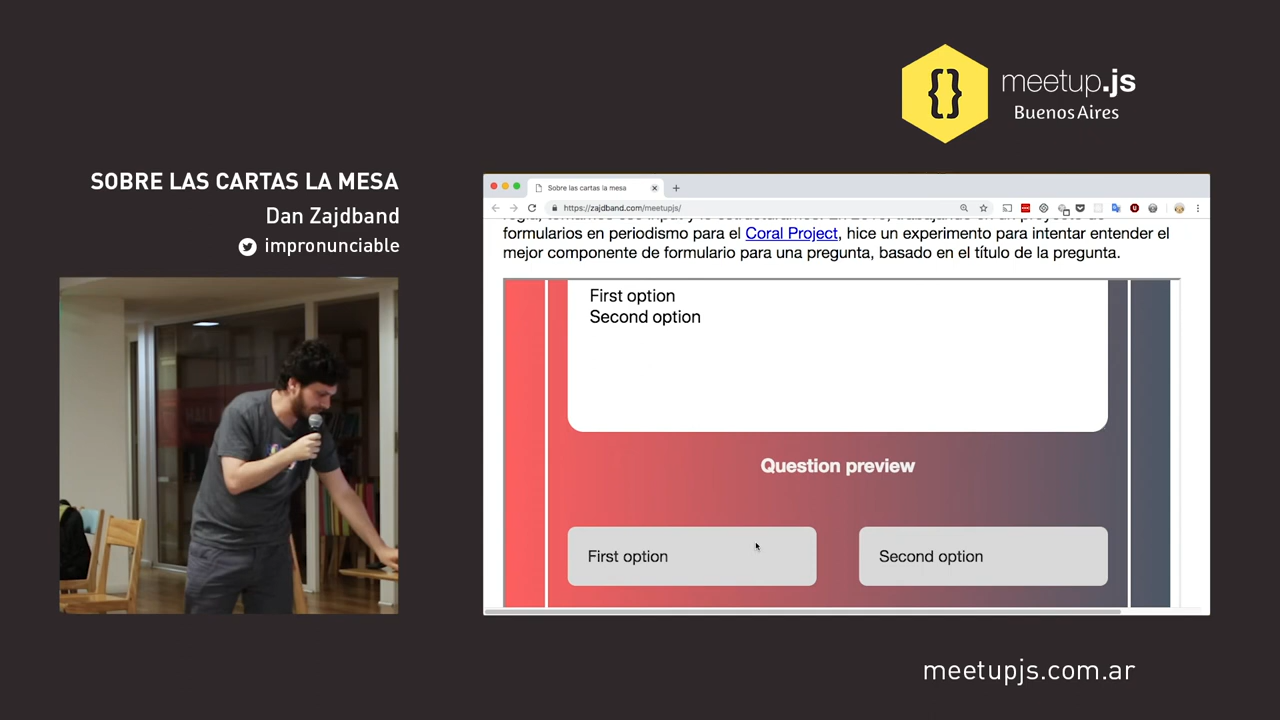 {} meetup.js
Buenos Aires
SOBRE LAS CARTAS LA MESA
Dan Zajdband
impronunciable
Sobre las cartas la mesa
https://zajdband.com/meetupjs/
formularios en periodismo para el Coral Project, hice un experimento para intentar entender el
mejor componente de formulario para una pregunta, basado en el título de la pregunta.
First option
Second option
Question preview
First option
Second option
meetupjs.com.ar